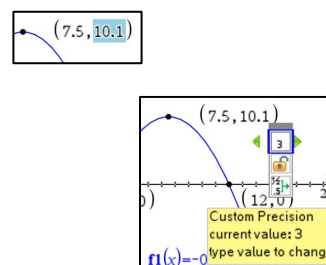 (7.5,10.1)
(7.5,10.1)
3
(12,0)
Custom Precision
current value: 3
type value to chang
f1(x)=-0